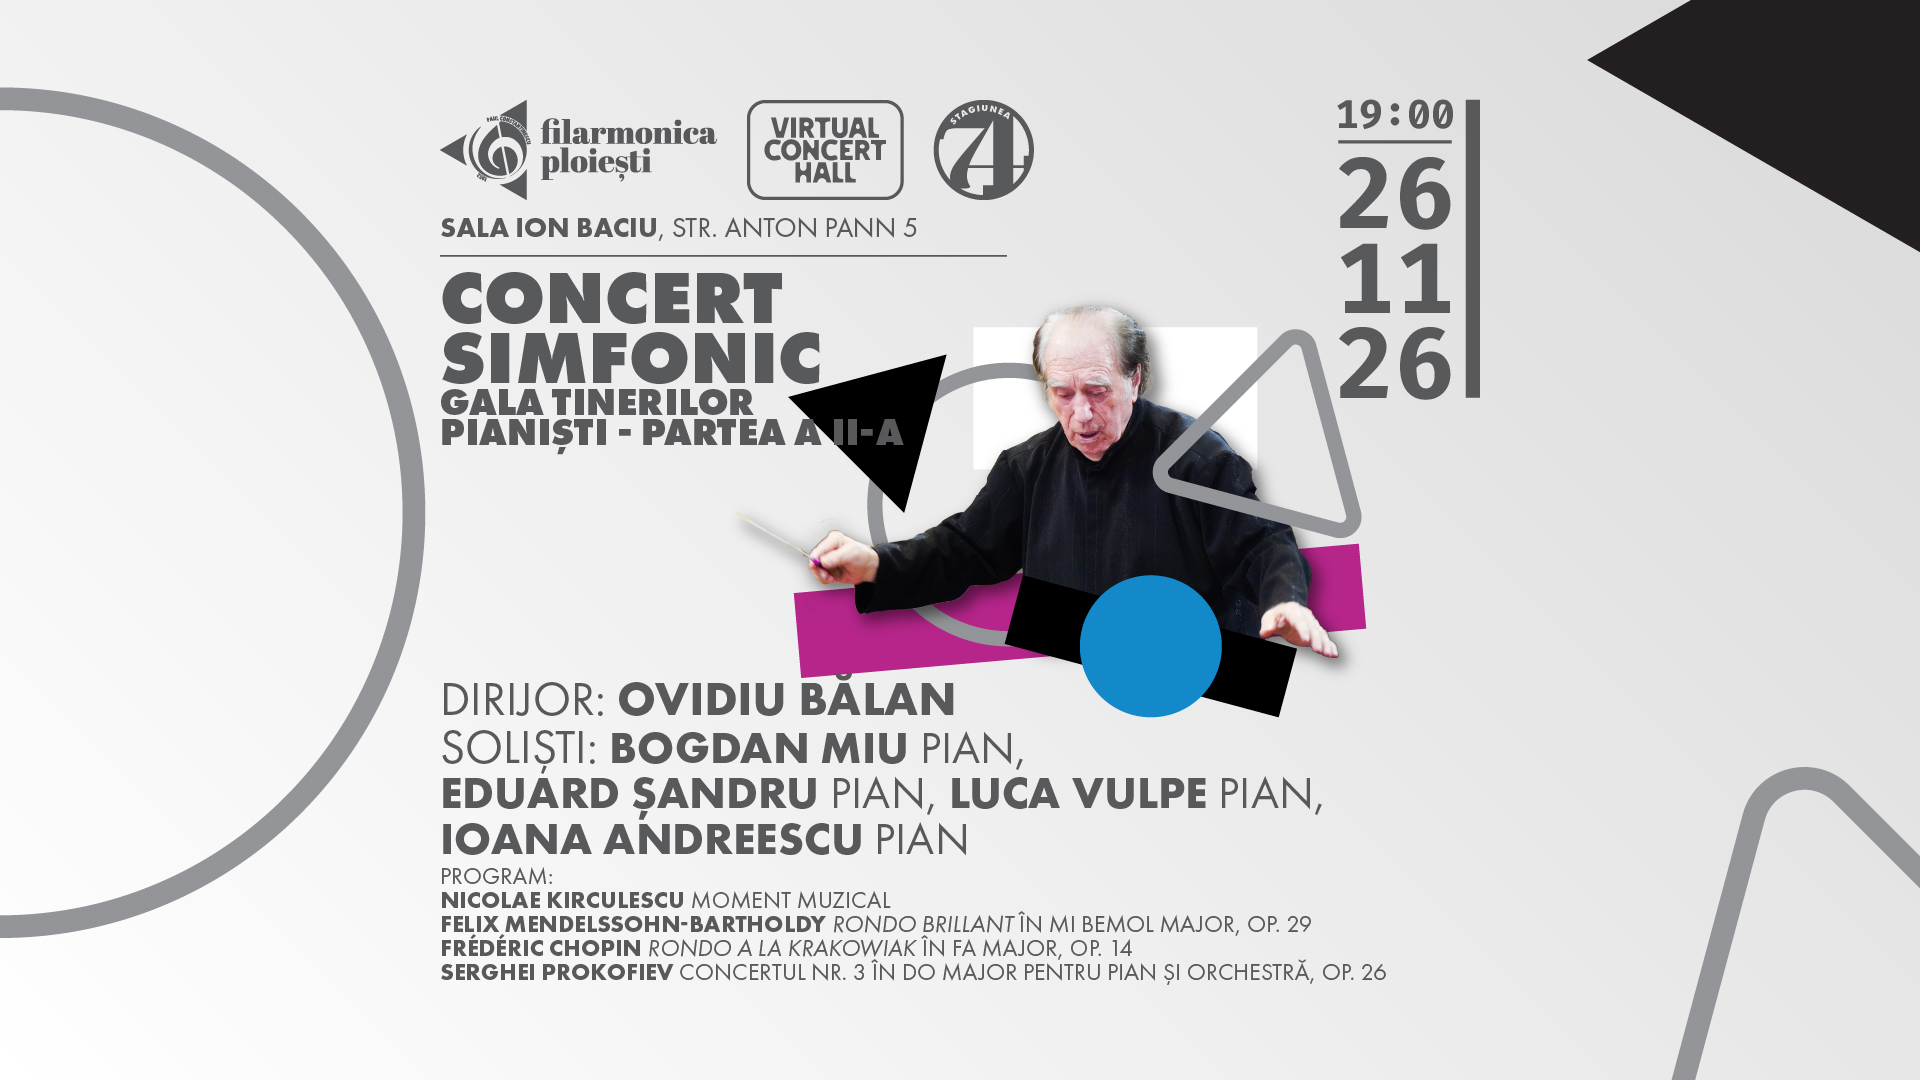 PAUL CONSTANTINESCU
filarmonica
ploiești
VIRTUAL
CONCERT
HALL
STAGIUNEA
74
19:00
26
11
26
SALA ION BACIU, STR. ANTON PANN 5
CONCERT
SIMFONIC
GALA TINERILOR
PIANIȘTI - PARTEA A II-A
DIRIJOR: OVIDIU BĂLAN
SOLIȘTI: BOGDAN MIU PIAN,
EDUARD ȘANDRU PIAN, LUCA VULPE PIAN,
IOANA ANDREESCU PIAN
PROGRAM:
NICOLAE KIRCULESCU MOMENT MUZICAL
FELIX MENDELSSOHN-BARTHOLDY RONDO BRILLANT ÎN MI BEMOL MAJOR, OP. 29
FRÉDÉRIC CHOPIN RONDO A LA KRAKOWIAK ÎN FA MAJOR, OP. 14
SERGHEI PROKOFIEV CONCERTUL NR. 3 ÎN DO MAJOR PENTRU PIAN ȘI ORCHESTRĂ, OP. 26